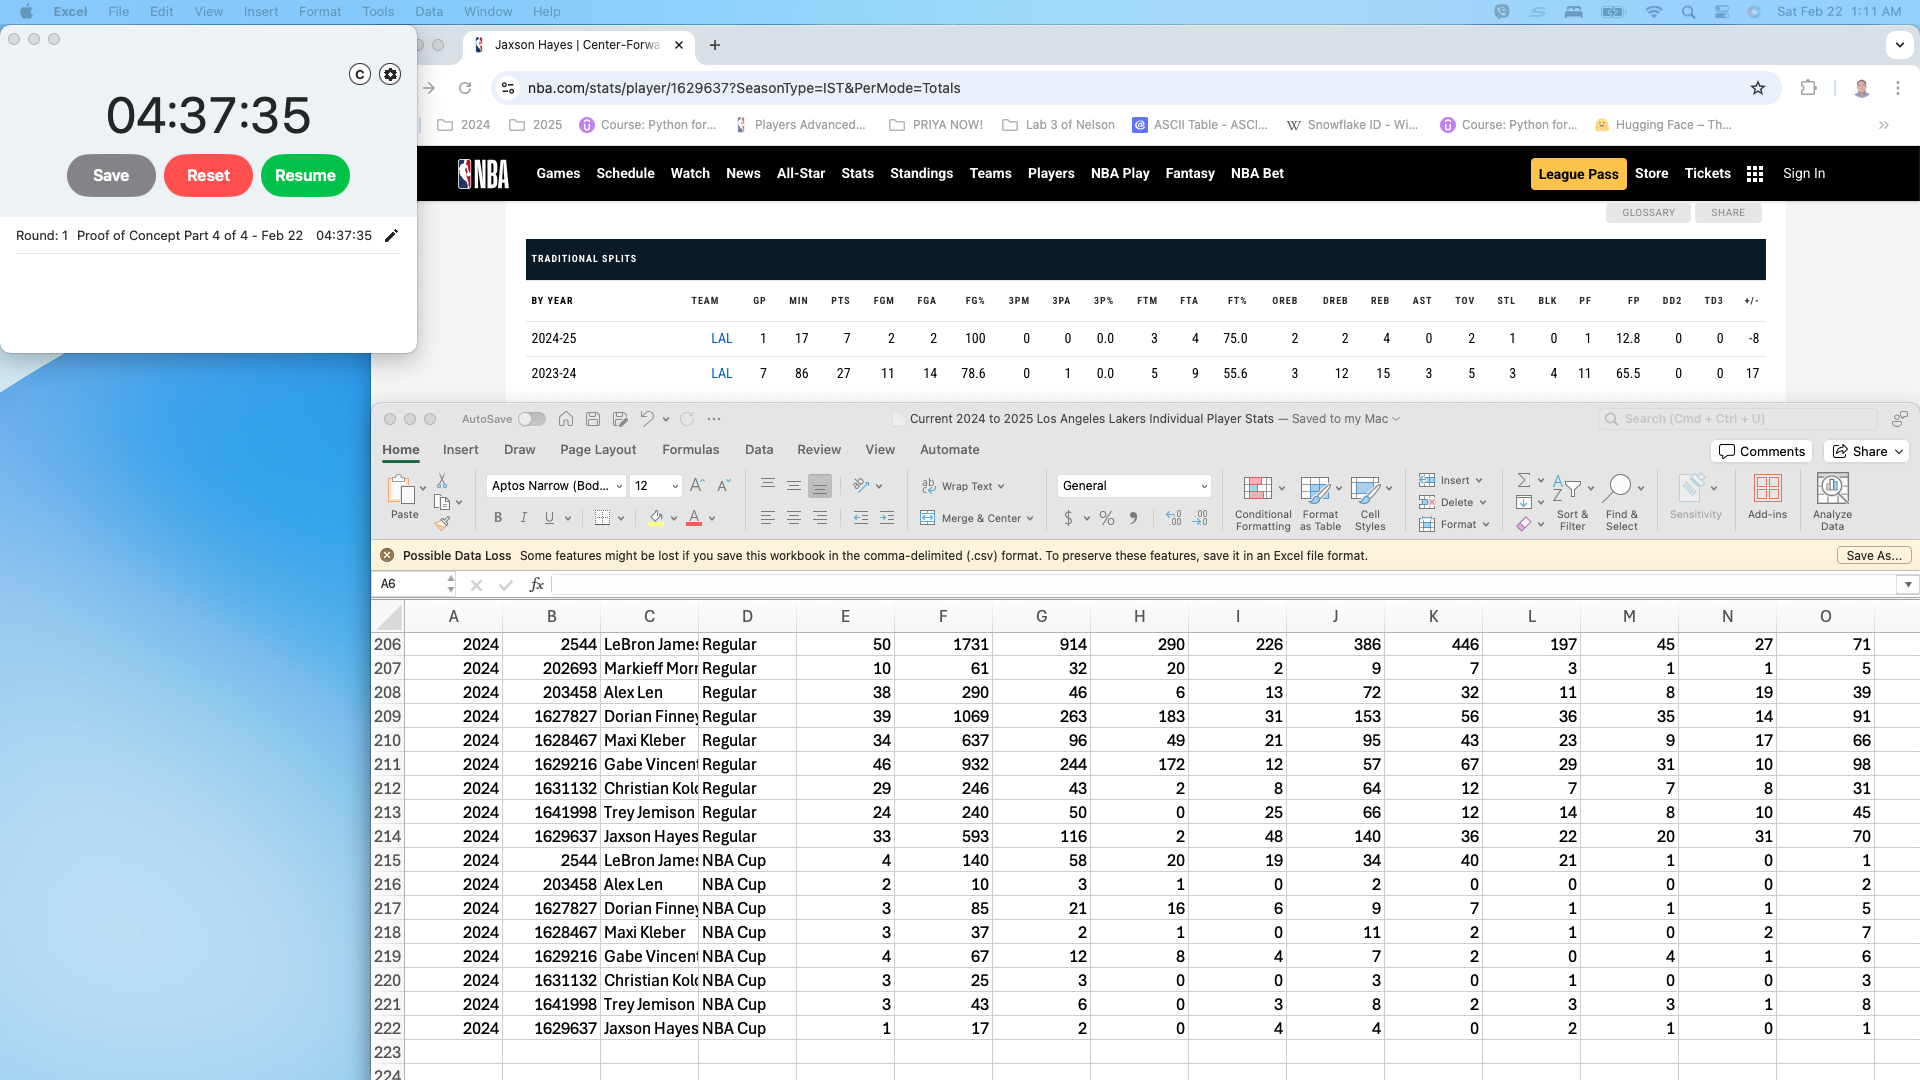 Excel File Edit View Insert Format Tools Data Window Help Sat Feb 22 1:11 AM
C
04:37:35
Save Reset Resume
Round: 1 Proof of Concept Part 4 of 4 - Feb 22 04:37:35
Jaxson Hayes | Center-Forwa
nba.com/stats/player/1629637?SeasonType=IST&PerMode=Totals
2024 2025 Course: Python for... Players Advanced... PRIYA NOW! Lab 3 of Nelson ASCII Table - ASCI... Snowflake ID - Wi... Course: Python for... Hugging Face – Th...
NBA Games Schedule Watch News All-Star Stats Standings Teams Players NBA Play Fantasy NBA Bet League Pass Store Tickets Sign In
GLOSSARY SHARE
TRADITIONAL SPLITS
BY YEAR TEAM GP MIN PTS FGM FGA FG% 3PM 3PA 3P% FTM FTA FT% OREB DREB REB AST TOV STL BLK PF FP DD2 TD3 +/-
2024-25 LAL 1 17 7 2 2 100 0 0 0.0 3 4 75.0 2 2 4 0 2 1 0 1 12.8 0 0 -8
2023-24 LAL 7 86 27 11 14 78.6 0 1 0.0 5 9 55.6 3 12 15 3 5 3 4 11 65.5 0 0 17
AutoSave Current 2024 to 2025 Los Angeles Lakers Individual Player Stats — Saved to my Mac Search (Cmd + Ctrl + U)
Home Insert Draw Page Layout Formulas Data Review View Automate Comments Share
Paste Aptos Narrow (Bod... 12 Wrap Text General Insert
B I U Merge & Center $ % Conditional Formatting Format as Table Cell Styles Delete Format Sort & Filter Find & Select Sensitivity Add-ins Analyze Data
Possible Data Loss Some features might be lost if you save this workbook in the comma-delimited (.csv) format. To preserve these features, save it in an Excel file format. Save As...
A6 fx
A B C D E F G H I J K L M N O
206 2024 2544 LeBron James Regular 50 1731 914 290 226 386 446 197 45 27 71
207 2024 202693 Markieff Morr Regular 10 61 32 20 2 9 7 3 1 1 5
208 2024 203458 Alex Len Regular 38 290 46 6 13 72 32 11 8 19 39
209 2024 1627827 Dorian Finney Regular 39 1069 263 183 31 153 56 36 35 14 91
210 2024 1628467 Maxi Kleber Regular 34 637 96 49 21 95 43 23 9 17 66
211 2024 1629216 Gabe Vincent Regular 46 932 244 172 12 57 67 29 31 10 98
212 2024 1631132 Christian Kolo Regular 29 246 43 2 8 64 12 7 7 8 31
213 2024 1641998 Trey Jemison Regular 24 240 50 0 25 66 12 14 8 10 45
214 2024 1629637 Jaxson Hayes Regular 33 593 116 2 48 140 36 22 20 31 70
215 2024 2544 LeBron James NBA Cup 4 140 58 20 19 34 40 21 1 0 1
216 2024 203458 Alex Len NBA Cup 2 10 3 1 0 2 0 0 0 0 2
217 2024 1627827 Dorian Finney NBA Cup 3 85 21 16 6 9 7 1 1 1 5
218 2024 1628467 Maxi Kleber NBA Cup 3 37 2 1 0 11 2 1 0 2 7
219 2024 1629216 Gabe Vincent NBA Cup 4 67 12 8 4 7 2 0 4 1 6
220 2024 1631132 Christian Kolo NBA Cup 3 25 3 0 0 3 0 1 0 0 3
221 2024 1641998 Trey Jemison NBA Cup 3 43 6 0 3 8 2 3 3 1 8
222 2024 1629637 Jaxson Hayes NBA Cup 1 17 2 0 4 4 0 2 1 0 1
223
224